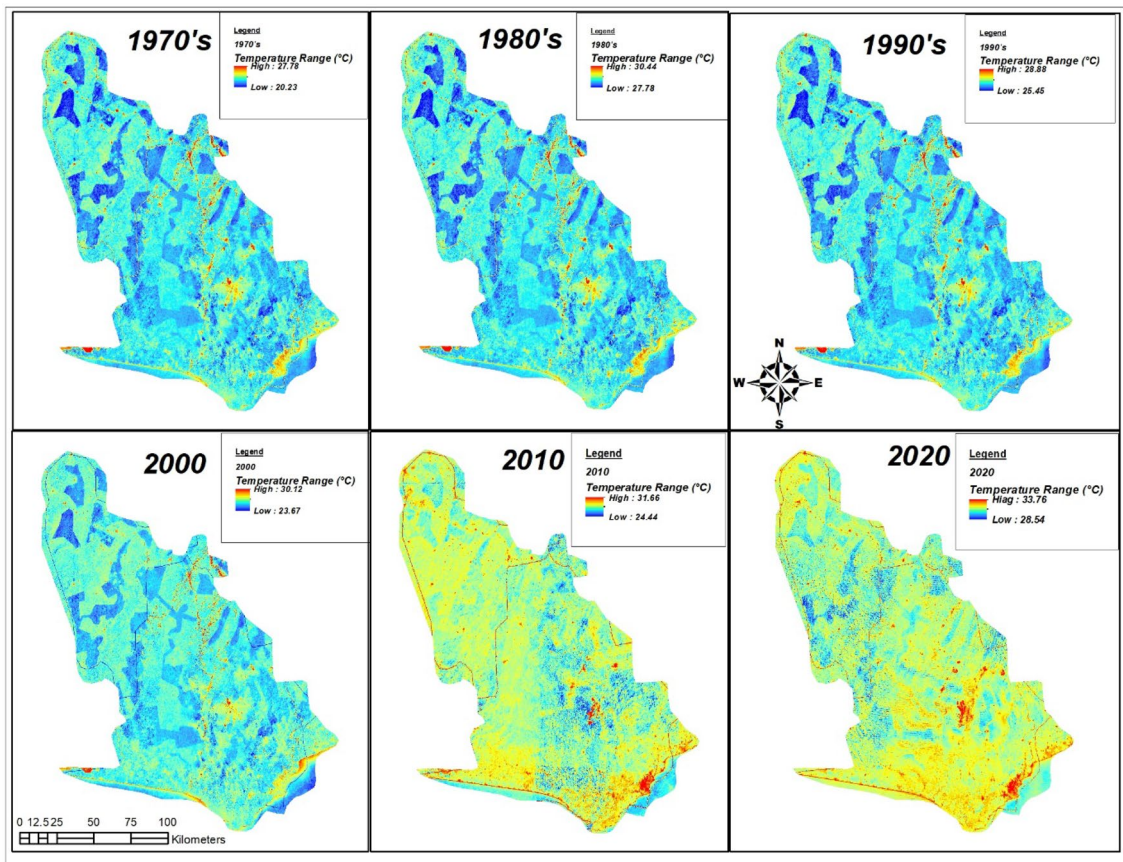 1970's
Legend
1970's
Temperature Range (°C)
High : 27.78
Low : 20.23
1980's
Legend
1980's
Temperature Range (°C)
High : 30.44
Low : 27.78
1990's
Legend
1990's
Temperature Range (°C)
High : 28.88
Low : 25.45
N
W E
S
2000
Legend
2000
Temperature Range (°C)
High : 30.12
Low : 23.67
0 12.525 50 75 100
Kilometers
2010
Legend
2010
Temperature Range (°C)
High : 31.66
Low : 24.44
2020
Legend
2020
Temperature Range (°C)
Hiag : 33.76
Low : 28.54